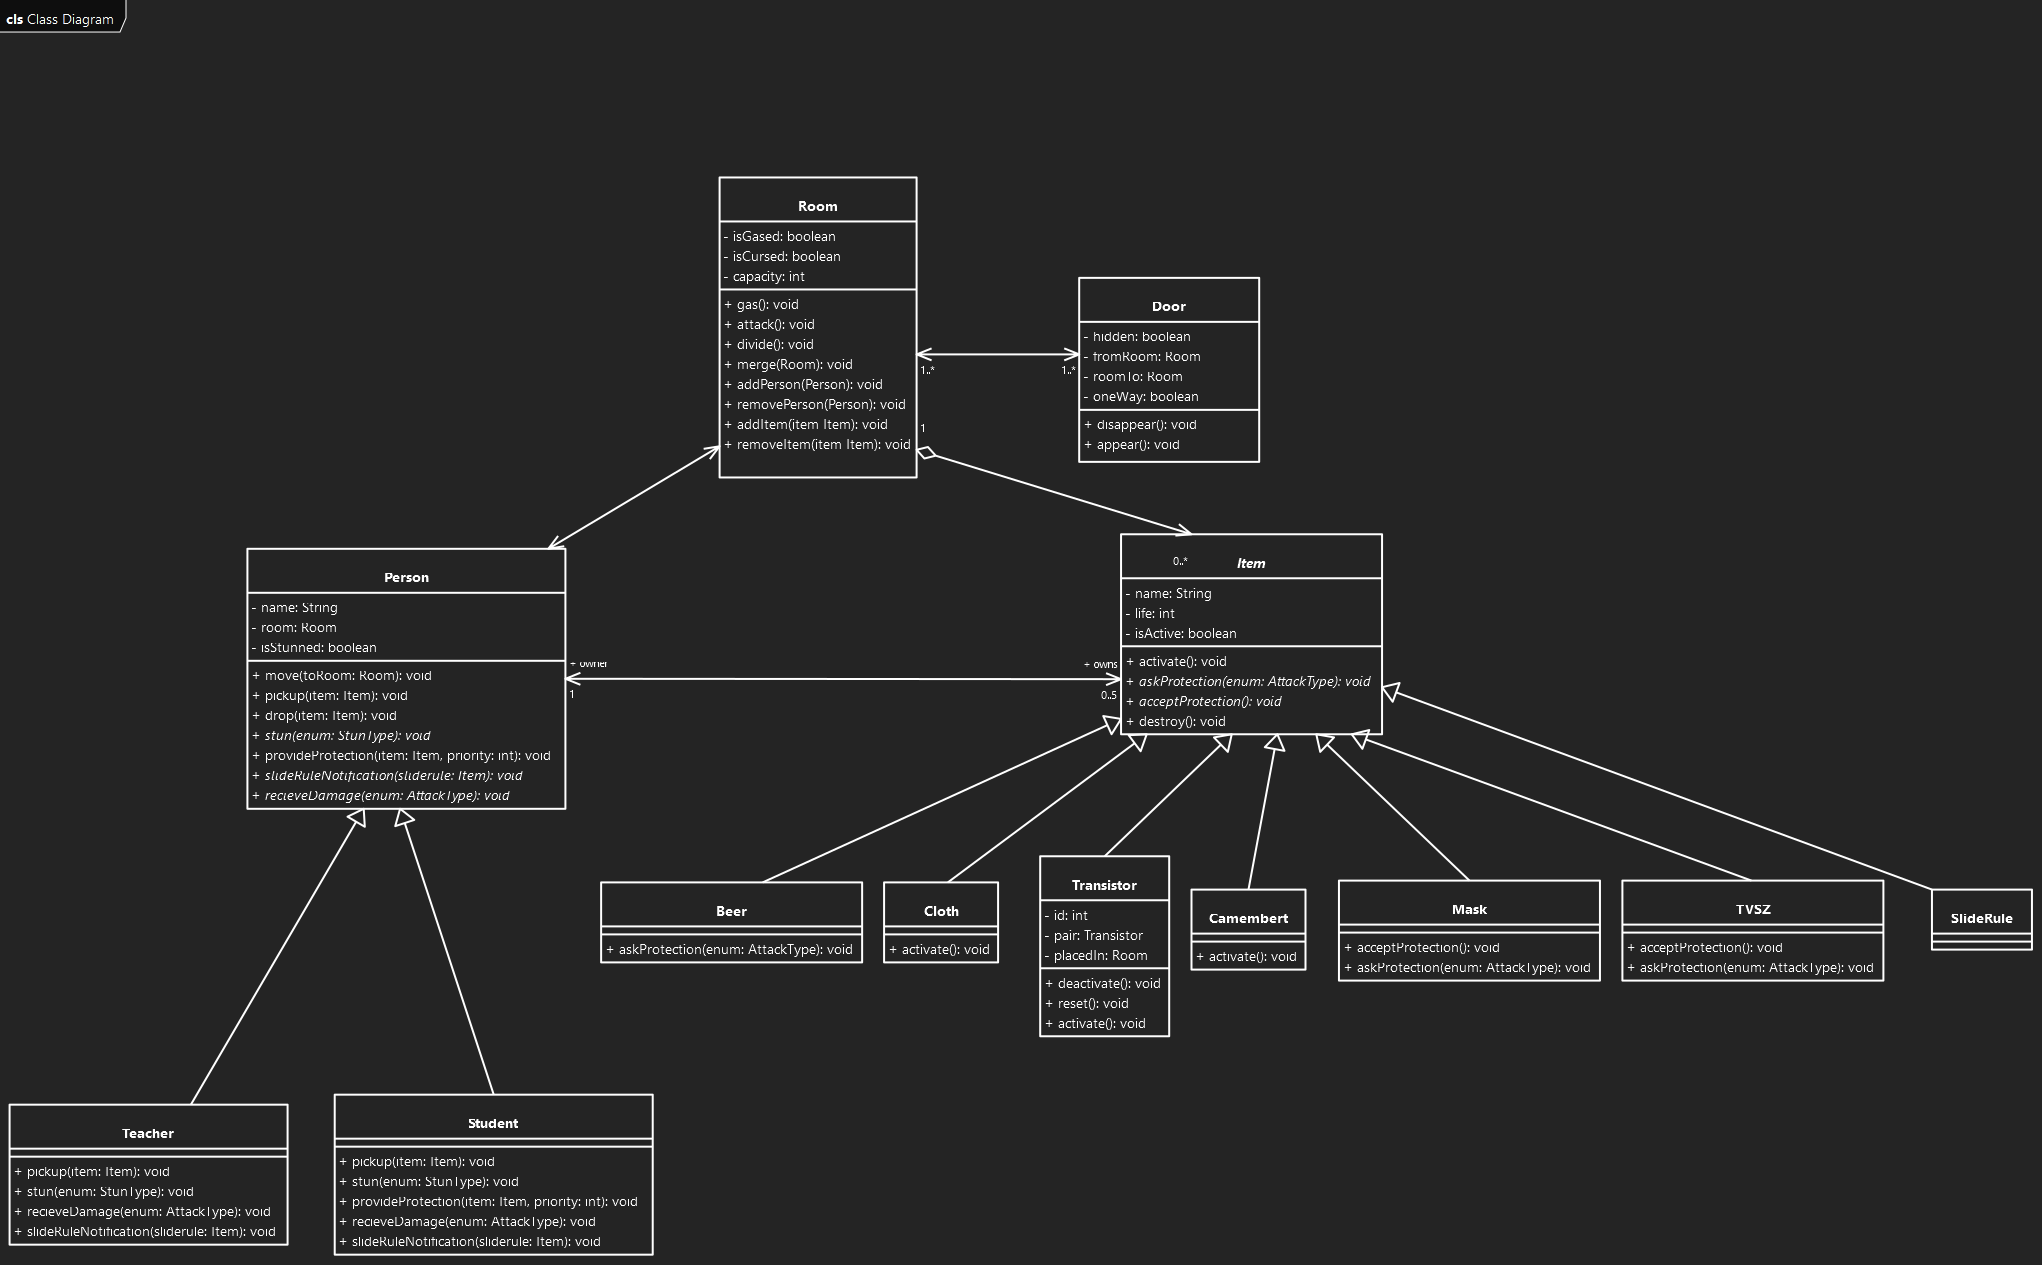 cls Class Diagram
Room
- isGased: boolean
- isCursed: boolean
- capacity: int
+ gas(): void
+ attack(): void
+ divide(): void
+ merge(Room): void
+ addPerson(Person): void
+ removePerson(Person): void
+ addItem(item Item): void
+ removeItem(item Item): void
Door
- hidden: boolean
- fromRoom: Room
- roomTo: Room
- oneWay: boolean
+ disappear(): void
+ appear(): void
1..*
1..*
1
0..*
Person
- name: String
- room: Room
- isStunned: boolean
+ move(toRoom: Room): void
+ pickup(item: Item): void
+ drop(item: Item): void
+ stun(enum: StunType): void
+ provideProtection(item: Item, priority: int): void
+ slideRuleNotification(sliderule: Item): void
+ recieveDamage(enum: AttackType): void
+ owner
1
+ owns
0..5
Item
- name: String
- life: int
- isActive: boolean
+ activate(): void
+ askProtection(enum: AttackType): void
+ acceptProtection(): void
+ destroy(): void
Beer
+ askProtection(enum: AttackType): void
Cloth
+ activate(): void
Transistor
- id: int
- pair: Transistor
- placedIn: Room
+ deactivate(): void
+ reset(): void
+ activate(): void
Camembert
+ activate(): void
Mask
+ acceptProtection(): void
+ askProtection(enum: AttackType): void
TVSZ
+ acceptProtection(): void
+ askProtection(enum: AttackType): void
SlideRule
Teacher
+ pickup(item: Item): void
+ stun(enum: StunType): void
+ recieveDamage(enum: AttackType): void
+ slideRuleNotification(sliderule: Item): void
Student
+ pickup(item: Item): void
+ stun(enum: StunType): void
+ provideProtection(item: Item, priority: int): void
+ recieveDamage(enum: AttackType): void
+ slideRuleNotification(sliderule: Item): void